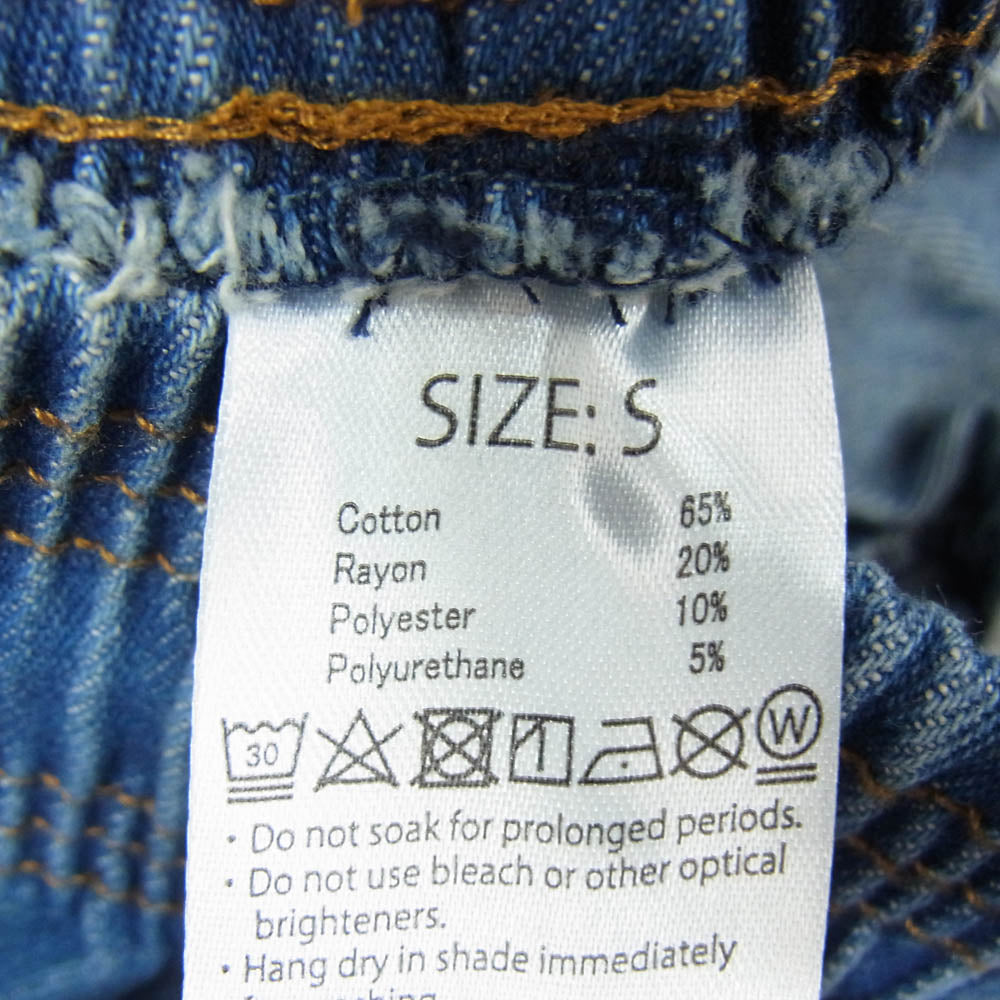 SIZE: S
Cotton 65%
Rayon 20%
Polyester 10%
Polyurethane 5%
30 W
• Do not soak for prolonged periods.
• Do not use bleach or other optical
brighteners.
• Hang dry in shade immediately